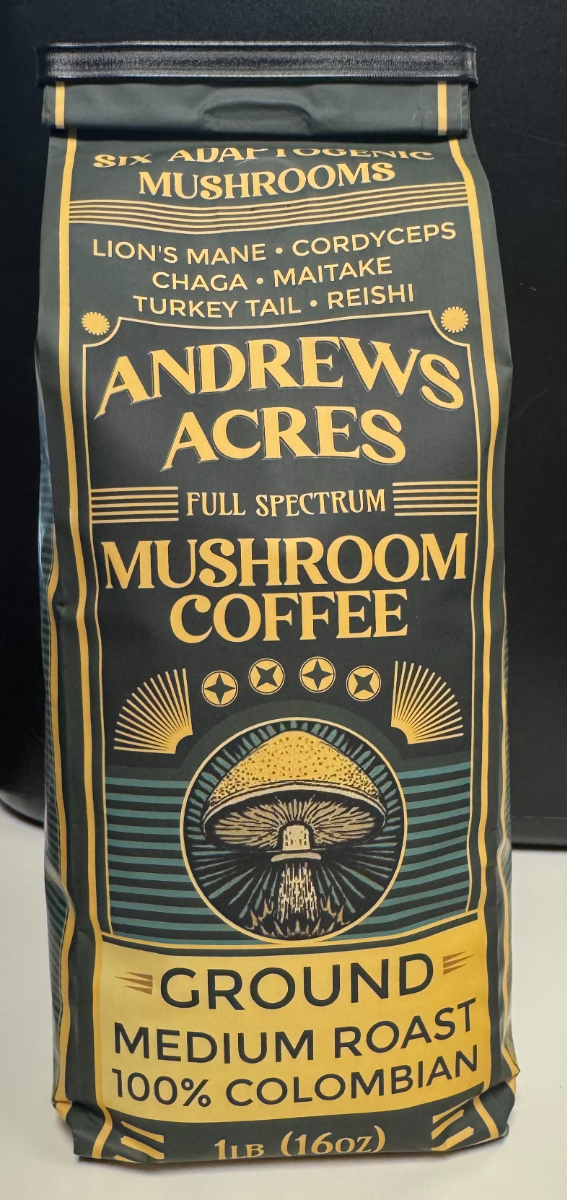 SIX ADAPTOGENIC
MUSHROOMS
LION'S MANE • CORDYCEPS
CHAGA • MAITAKE
TURKEY TAIL • REISHI
ANDREWS
ACRES
FULL SPECTRUM
MUSHROOM
COFFEE
GROUND
MEDIUM ROAST
100% COLOMBIAN
1LB (16OZ)